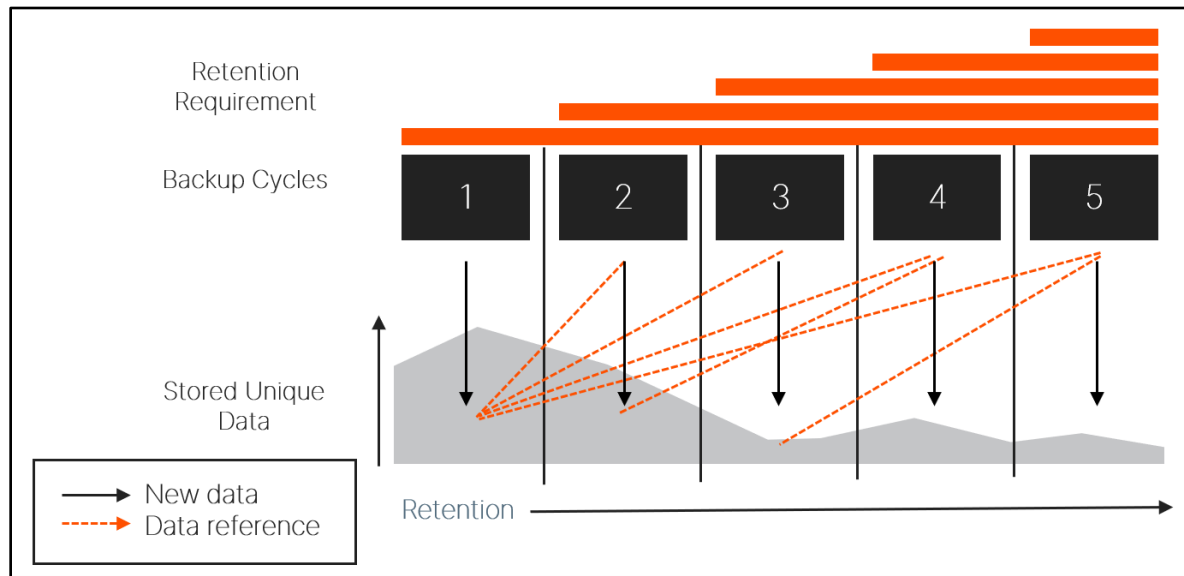 Retention
Requirement
Backup Cycles
1
2
3
4
5
Stored Unique
Data
New data
Data reference
Retention